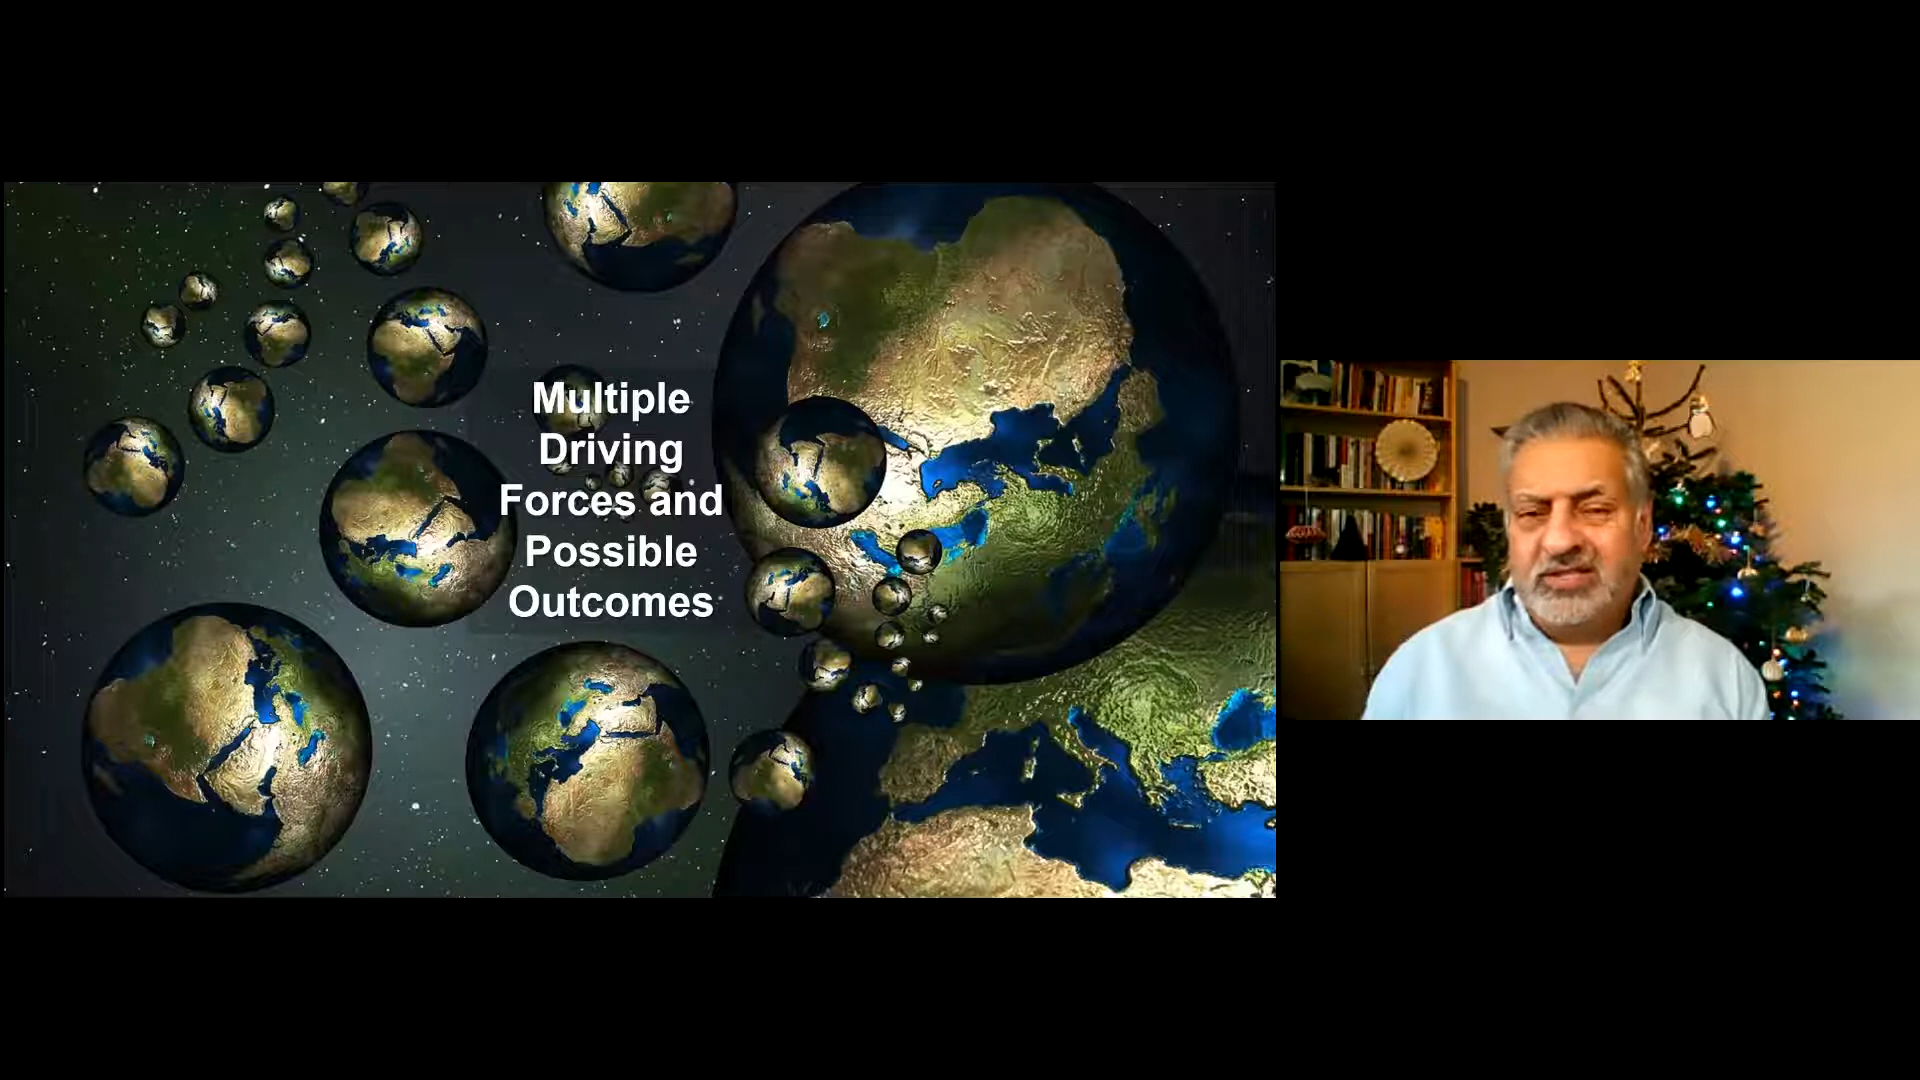 Multiple
Driving
Forces and
Possible
Outcomes